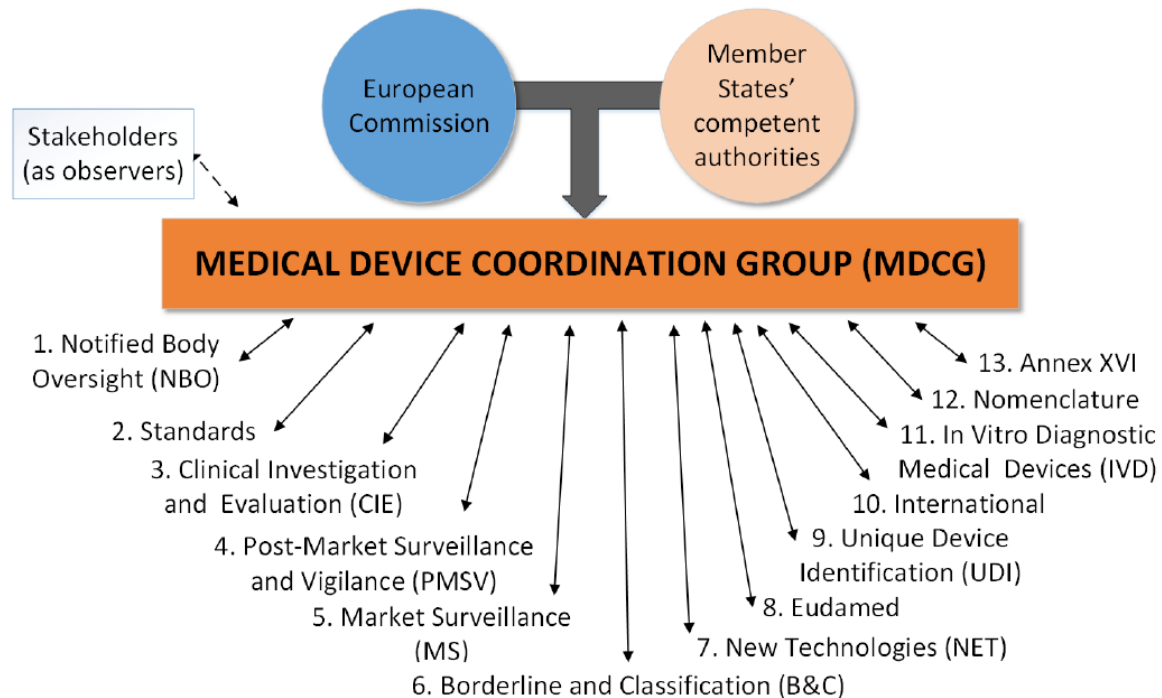 European
Commission
Member
States'
competent
authorities
Stakeholders
(as observers)
MEDICAL DEVICE COORDINATION GROUP (MDCG)
1. Notified Body
Oversight (NBO)
2. Standards
3. Clinical Investigation
and Evaluation (CIE)
4. Post-Market Surveillance
and Vigilance (PMSV)
5. Market Surveillance
(MS)
6. Borderline and Classification (B&C)
7. New Technologies (NET)
8. Eudamed
9. Unique Device
Identification (UDI)
10. International
11. In Vitro Diagnostic
Medical Devices (IVD)
12. Nomenclature
13. Annex XVI